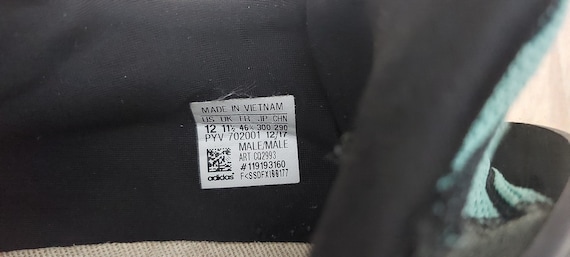 MADE IN VIETNAM
US UK FR JP CHN
12 11½ 46⅔ 300 290
PYV 702001 12/17
MALE/MALE
ART. CQ2993
#119193160
adidas F<SSDFXIBB177